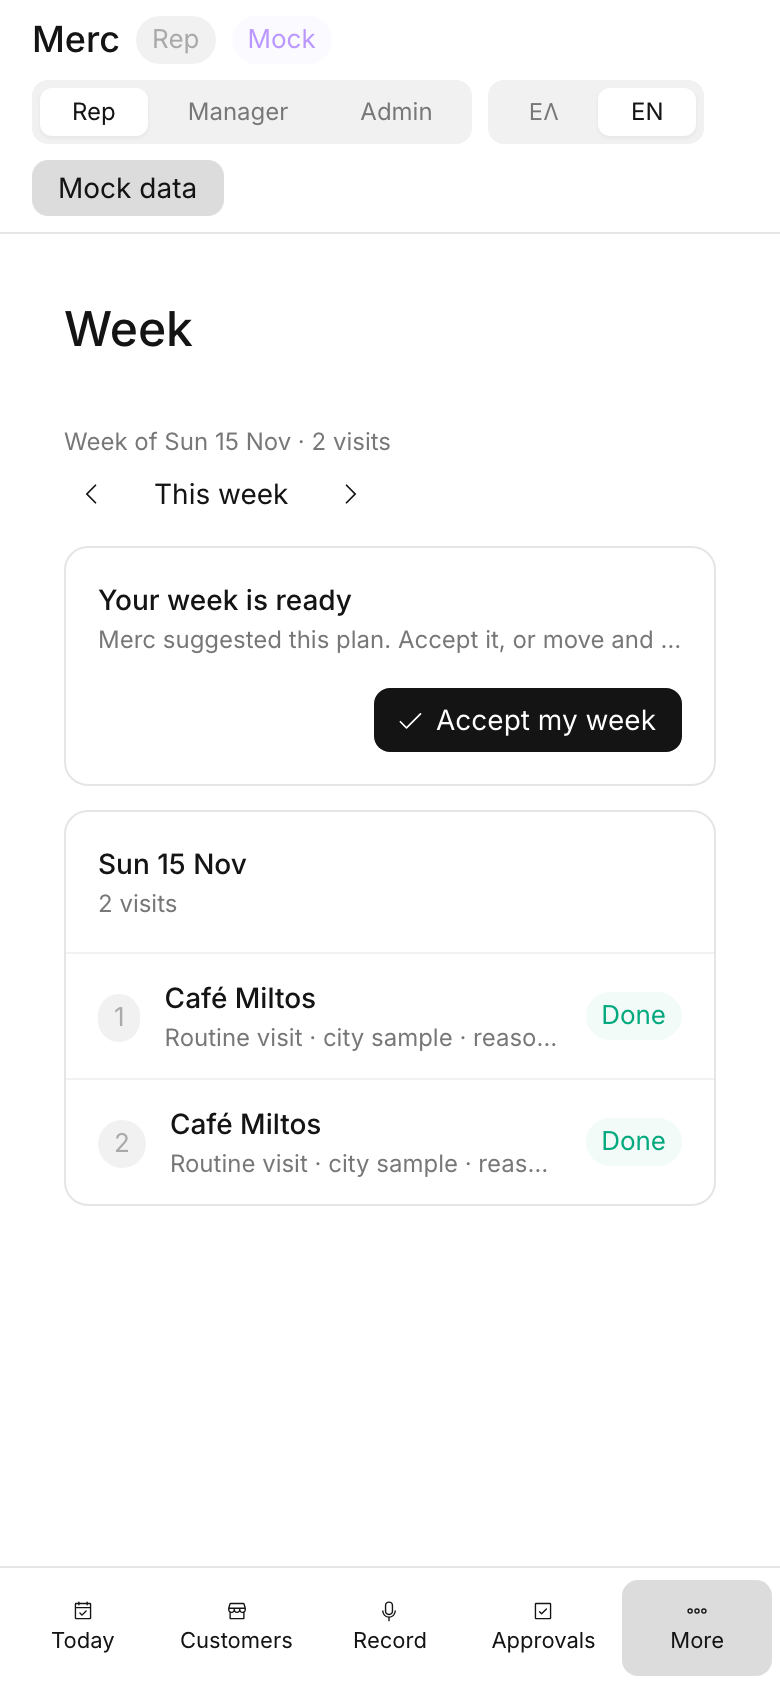 Merc Rep Mock
Rep Manager Admin ΕΛ EN
Mock data
Week
Week of Sun 15 Nov · 2 visits
This week
Your week is ready
Merc suggested this plan. Accept it, or move and ...
Accept my week
Sun 15 Nov
2 visits
1 Café Miltos
Routine visit · city sample · reaso...
Done
2 Café Miltos
Routine visit · city sample · reas...
Done
Today Customers Record Approvals More